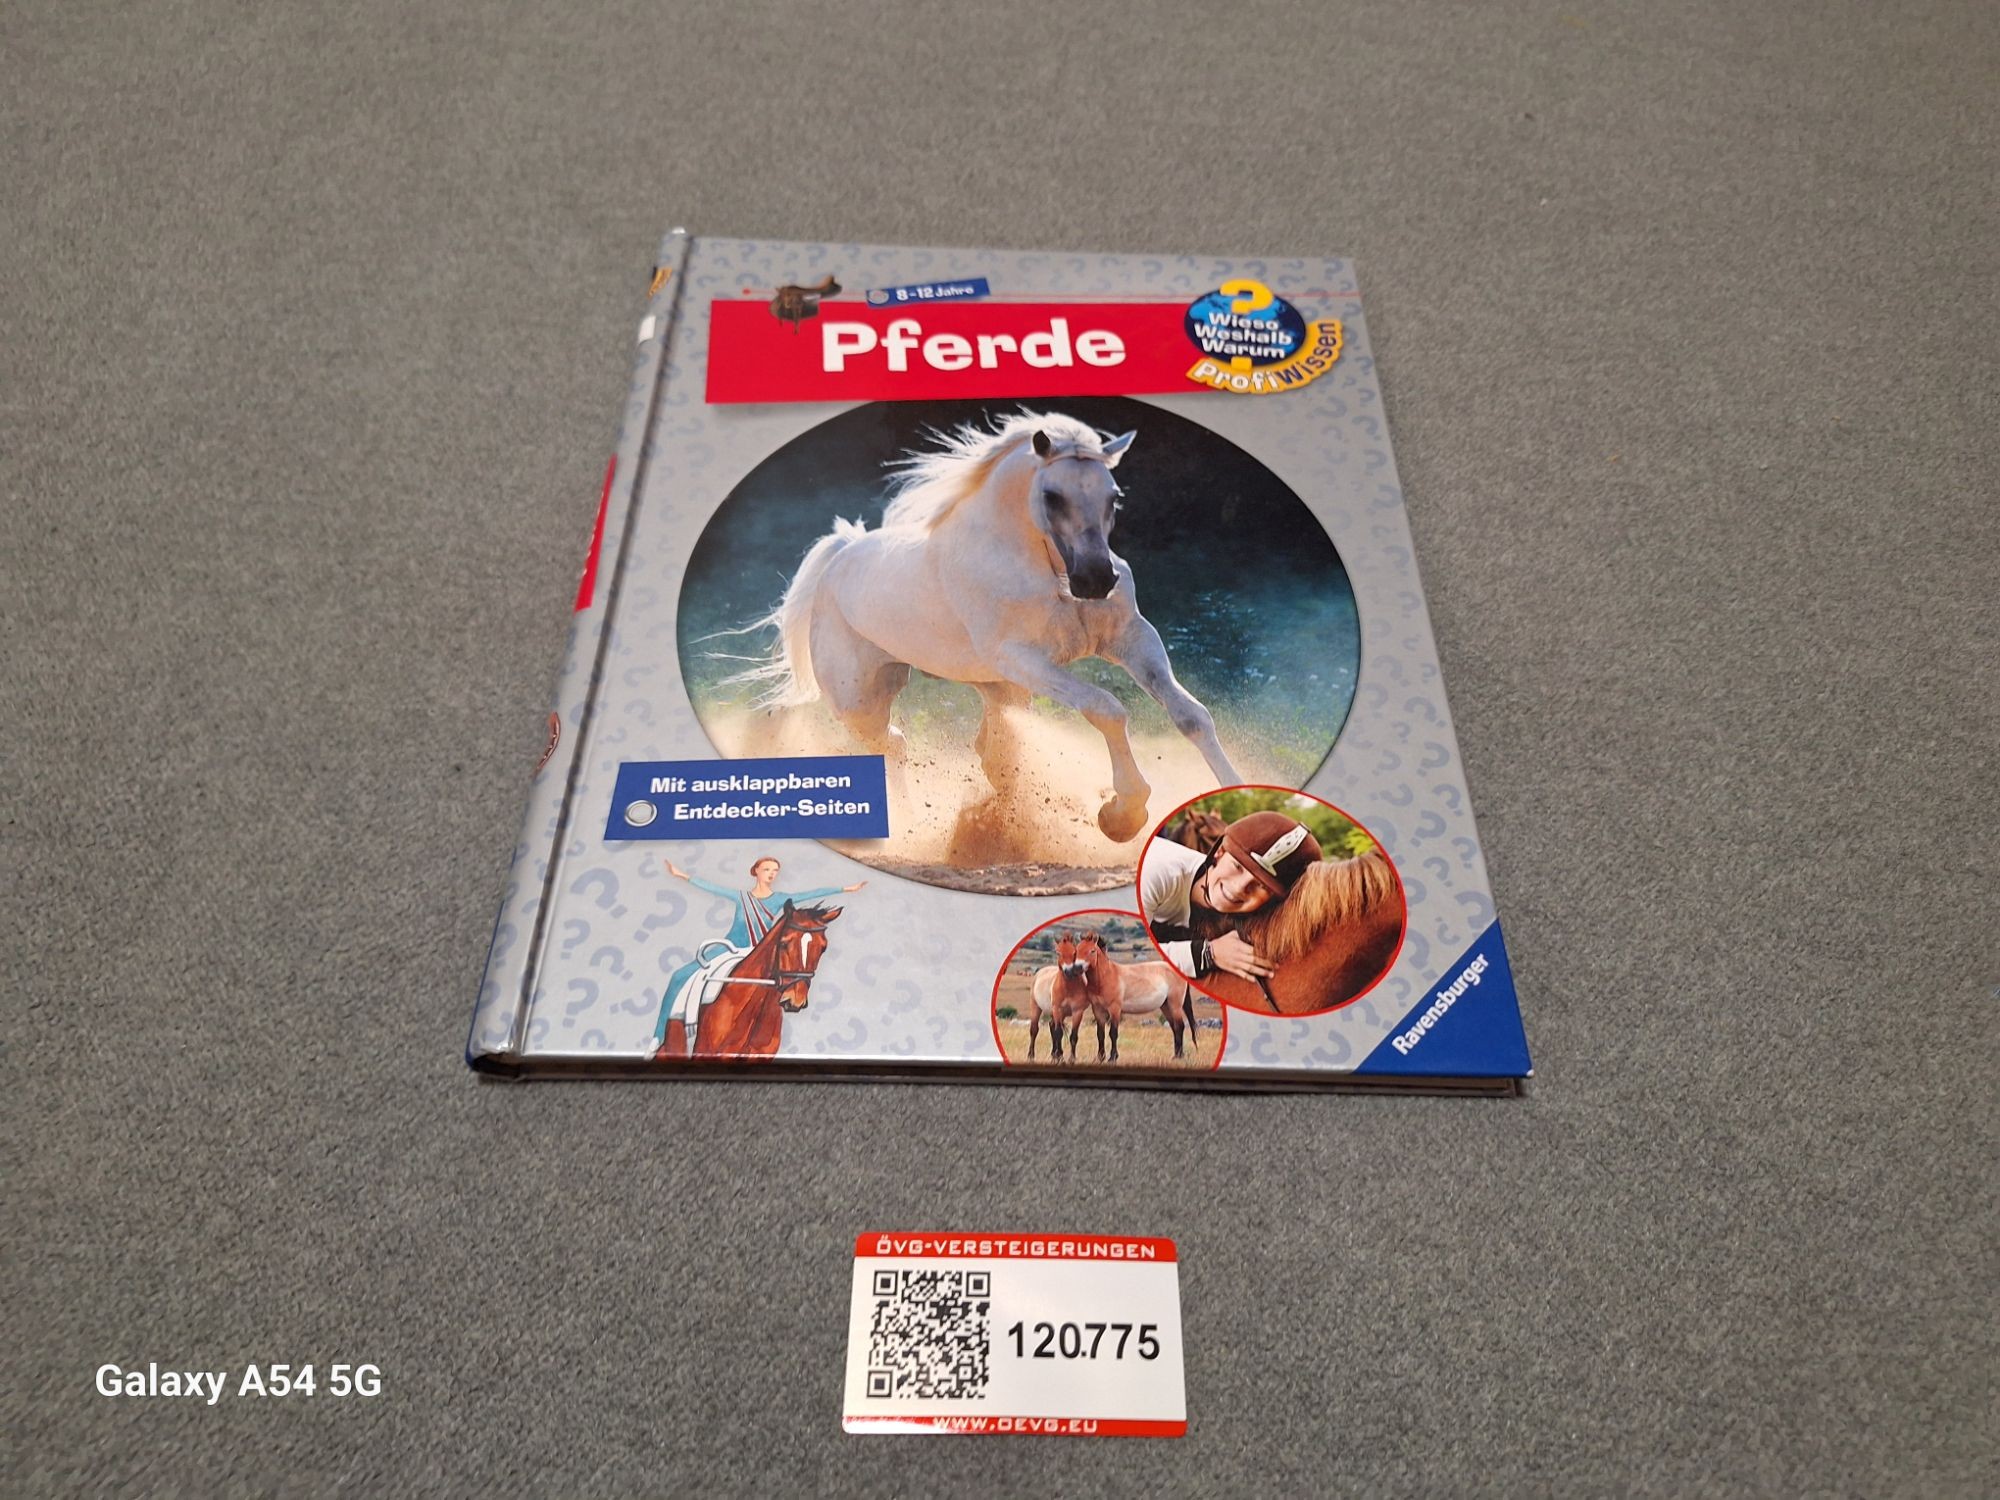 8-12 Jahre
Pferde
Wieso
Weshalb
Warum
ProfiWissen
Mit ausklappbaren
Entdecker-Seiten
Ravensburger
ÖVG-VERSTEIGERUNGEN
120.775
WWW.OEVG.EU
Galaxy A54 5G